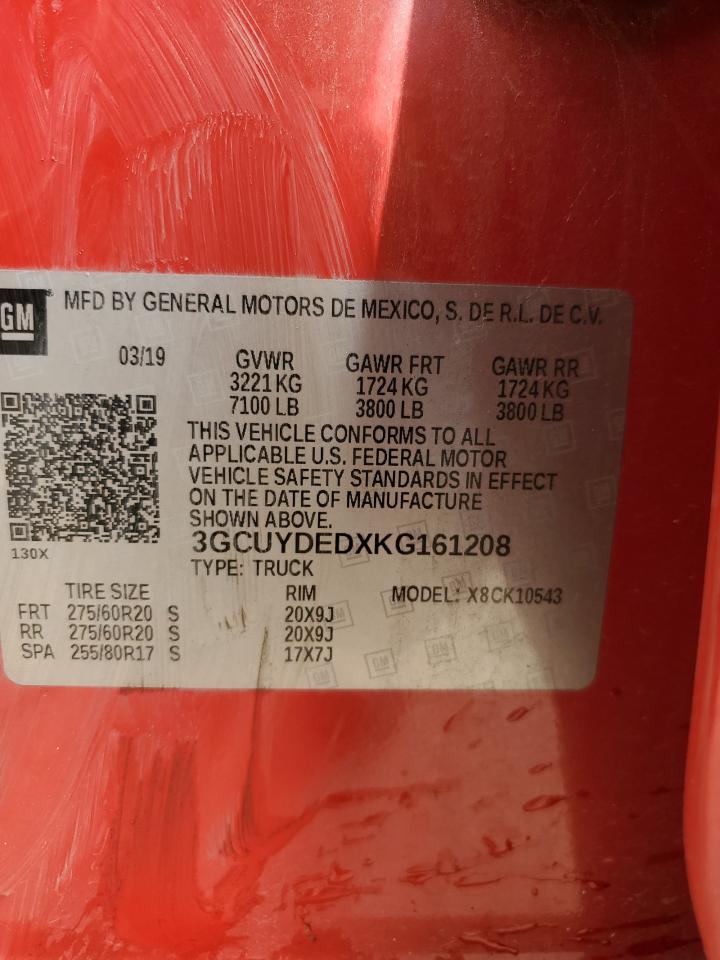 GM
MFD BY GENERAL MOTORS DE MEXICO, S. DE R.L. DE C.V.
03/19 GVWR GAWR FRT GAWR RR
3221 KG 1724 KG 1724 KG
7100 LB 3800 LB 3800 LB
THIS VEHICLE CONFORMS TO ALL
APPLICABLE U.S. FEDERAL MOTOR
VEHICLE SAFETY STANDARDS IN EFFECT
ON THE DATE OF MANUFACTURE
SHOWN ABOVE.
3GCUYDEDXKG161208
130X
TYPE: TRUCK
TIRE SIZE RIM MODEL: X8CK10543
FRT 275/60R20 S 20X9J
RR 275/60R20 S 20X9J
SPA 255/80R17 S 17X7J